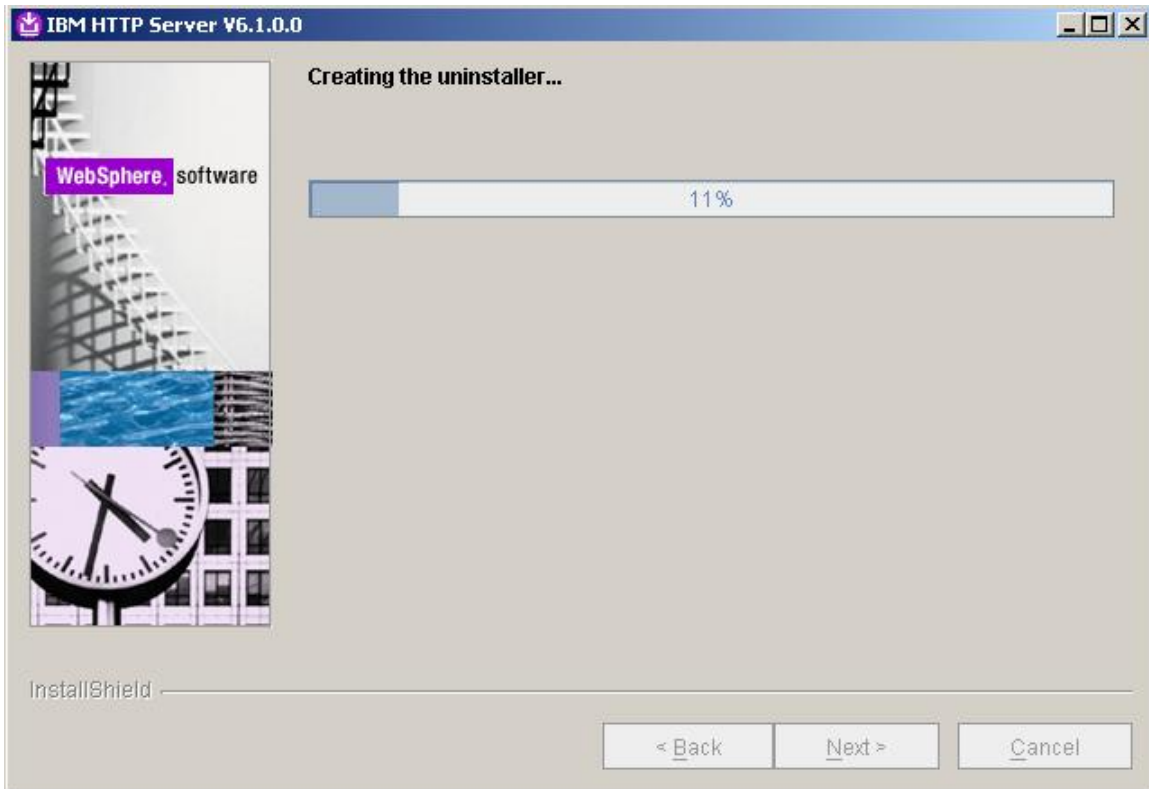 IBM HTTP Server V6.1.0.0
Creating the uninstaller...
WebSphere. software
11%
InstallShield
< Back
Next >
Cancel